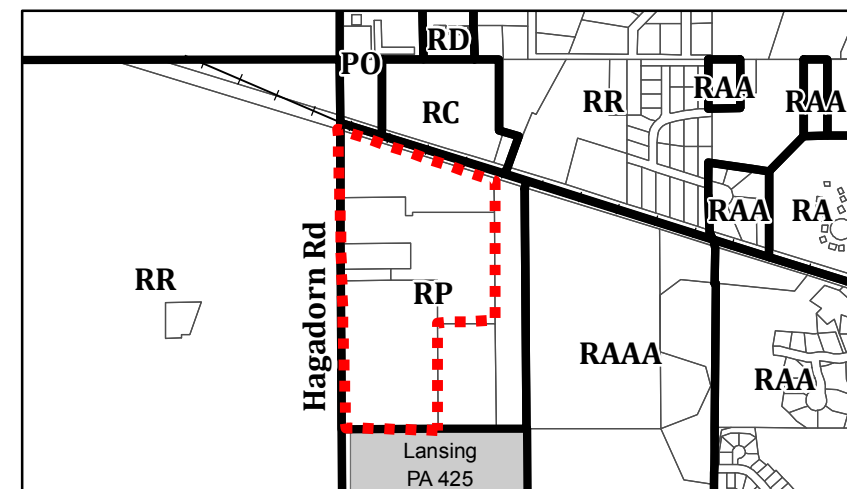 RD
PO
RC
RR
RAA
RAA
RAA
RA
RR
Hagadorn Rd
RP
RAAA
RAA
Lansing
PA 425